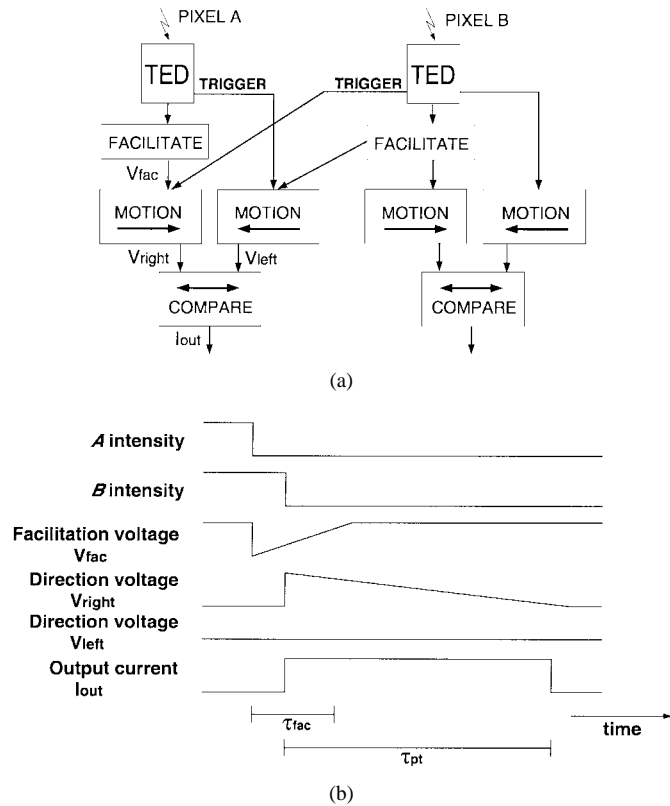 PIXEL A
PIXEL B
TED
TRIGGER
TRIGGER
TED
FACILITATE
FACILITATE
Vfac
MOTION
MOTION
MOTION
MOTION
Vright
Vleft
COMPARE
COMPARE
Iout
(a)
A intensity
B intensity
Facilitation voltage
Vfac
Direction voltage
Vright
Direction voltage
Vleft
Output current
Iout
τfac
time
τpt
(b)